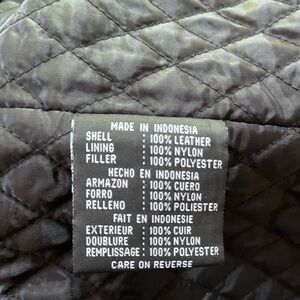 MADE IN INDONESIA
SHELL : 100% LEATHER
LINING : 100% NYLON
FILLER : 100% POLYESTER
HECHO EN INDONESIA
ARMAZON : 100% CUERO
FORRO : 100% NYLON
RELLENO : 100% POLIESTER
FAIT EN INDONESIE
EXTERIEUR : 100% CUIR
DOUBLURE : 100% NYLON
REMPLISSAGE : 100% POLYESTER
CARE ON REVERSE